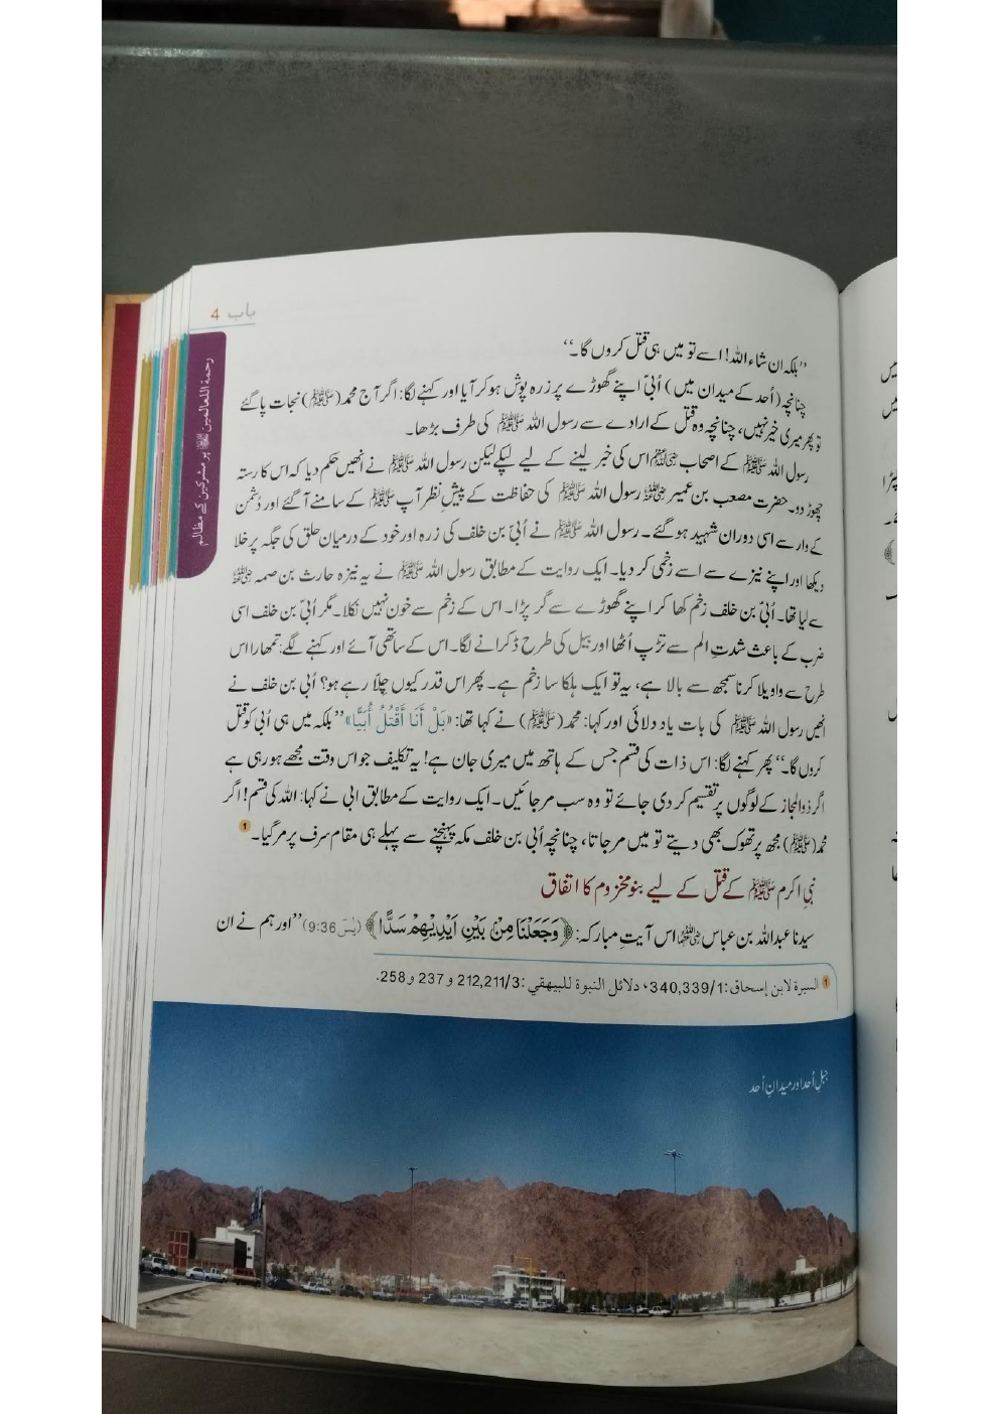 باب 4
رحمة اللعالمين ﷺ پر مشرکین کے مظالم
’’بلکہ ان شاء اللہ! اسے تو میں ہی قتل کروں گا۔‘‘
چنانچہ (اُحد کے میدان میں) اُبیّ اپنے گھوڑے پر زرہ پوش ہوکر آیا اور کہنے لگا: اگر آج محمد (ﷺ) نجات پا گئے
تو پھر میری خیر نہیں، چنانچہ وہ قتل کے ارادے سے رسول اللہ ﷺ کی طرف بڑھا۔
رسول اللہ ﷺ کے اصحاب رضی اللہ عنہم اس کی خبر لینے کے لیے لپکے لیکن رسول اللہ ﷺ نے انھیں حکم دیا کہ اس کا رستہ
چھوڑ دو۔ حضرت مصعب بن عمیر رضی اللہ عنہ رسول اللہ ﷺ کی حفاظت کے پیشِ نظر آپ ﷺ کے سامنے آ گئے اور دشمن
کے وار سے اسی دوران شہید ہو گئے۔ رسول اللہ ﷺ نے اُبیّ بن خلف کی زرہ اور خود کے درمیان حلق کی جگہ پر خلا
دیکھا اور اپنے نیزے سے اسے زخمی کر دیا۔ ایک روایت کے مطابق رسول اللہ ﷺ نے یہ نیزہ حارث بن صمہ رضی اللہ عنہ
سے لیا تھا۔ اُبیّ بن خلف زخم کھا کر اپنے گھوڑے سے گر پڑا۔ اس کے زخم سے خون نہیں نکلا۔ مگر اُبیّ بن خلف اسی
ضرب کے باعث شدتِ الم سے تڑپ اُٹھا اور بیل کی طرح ڈکرانے لگا۔ اس کے ساتھی آئے اور کہنے لگے: تمھارا اس
طرح سے واویلا کرنا سمجھ سے بالا ہے، یہ تو ایک ہلکا سا زخم ہے۔ پھر اس قدر کیوں چِلّا رہے ہو؟ اُبی بن خلف نے
انھیں رسول اللہ ﷺ کی بات یاد دلائی اور کہا: محمد (ﷺ) نے کہا تھا: «بَلْ أَنَا أَقْتُلُ أُبَيًّا» ’’بلکہ میں ہی اُبی کو قتل
کروں گا۔‘‘ پھر کہنے لگا: اس ذات کی قسم جس کے ہاتھ میں میری جان ہے! یہ تکلیف جو اس وقت مجھے ہو رہی ہے
اگر ذوالمجاز کے لوگوں پر تقسیم کر دی جائے تو وہ سب مر جائیں۔ ایک روایت کے مطابق ابی نے کہا: اللہ کی قسم! اگر
محمد (ﷺ) مجھ پر تھوک بھی دیتے تو میں مر جاتا، چنانچہ اُبی بن خلف مکہ پہنچنے سے پہلے ہی مقام سرف پر مر گیا۔ 1
نبیِ اکرم ﷺ کے قتل کے لیے بنو مخزوم کا اتفاق
سیدنا عبداللہ بن عباس رضی اللہ عنہما اس آیتِ مبارکہ: ﴿وَجَعَلْنَا مِنْ بَيْنِ أَيْدِيهِمْ سَدًّا﴾ (يٰسٓ 9:36) ’’اور ہم نے ان
1 السيرة لابن إسحاق: 340,339/1، دلائل النبوة للبيهقي: 212,211/3 و 237 و 258.
جبلِ اُحد اور میدانِ اُحد